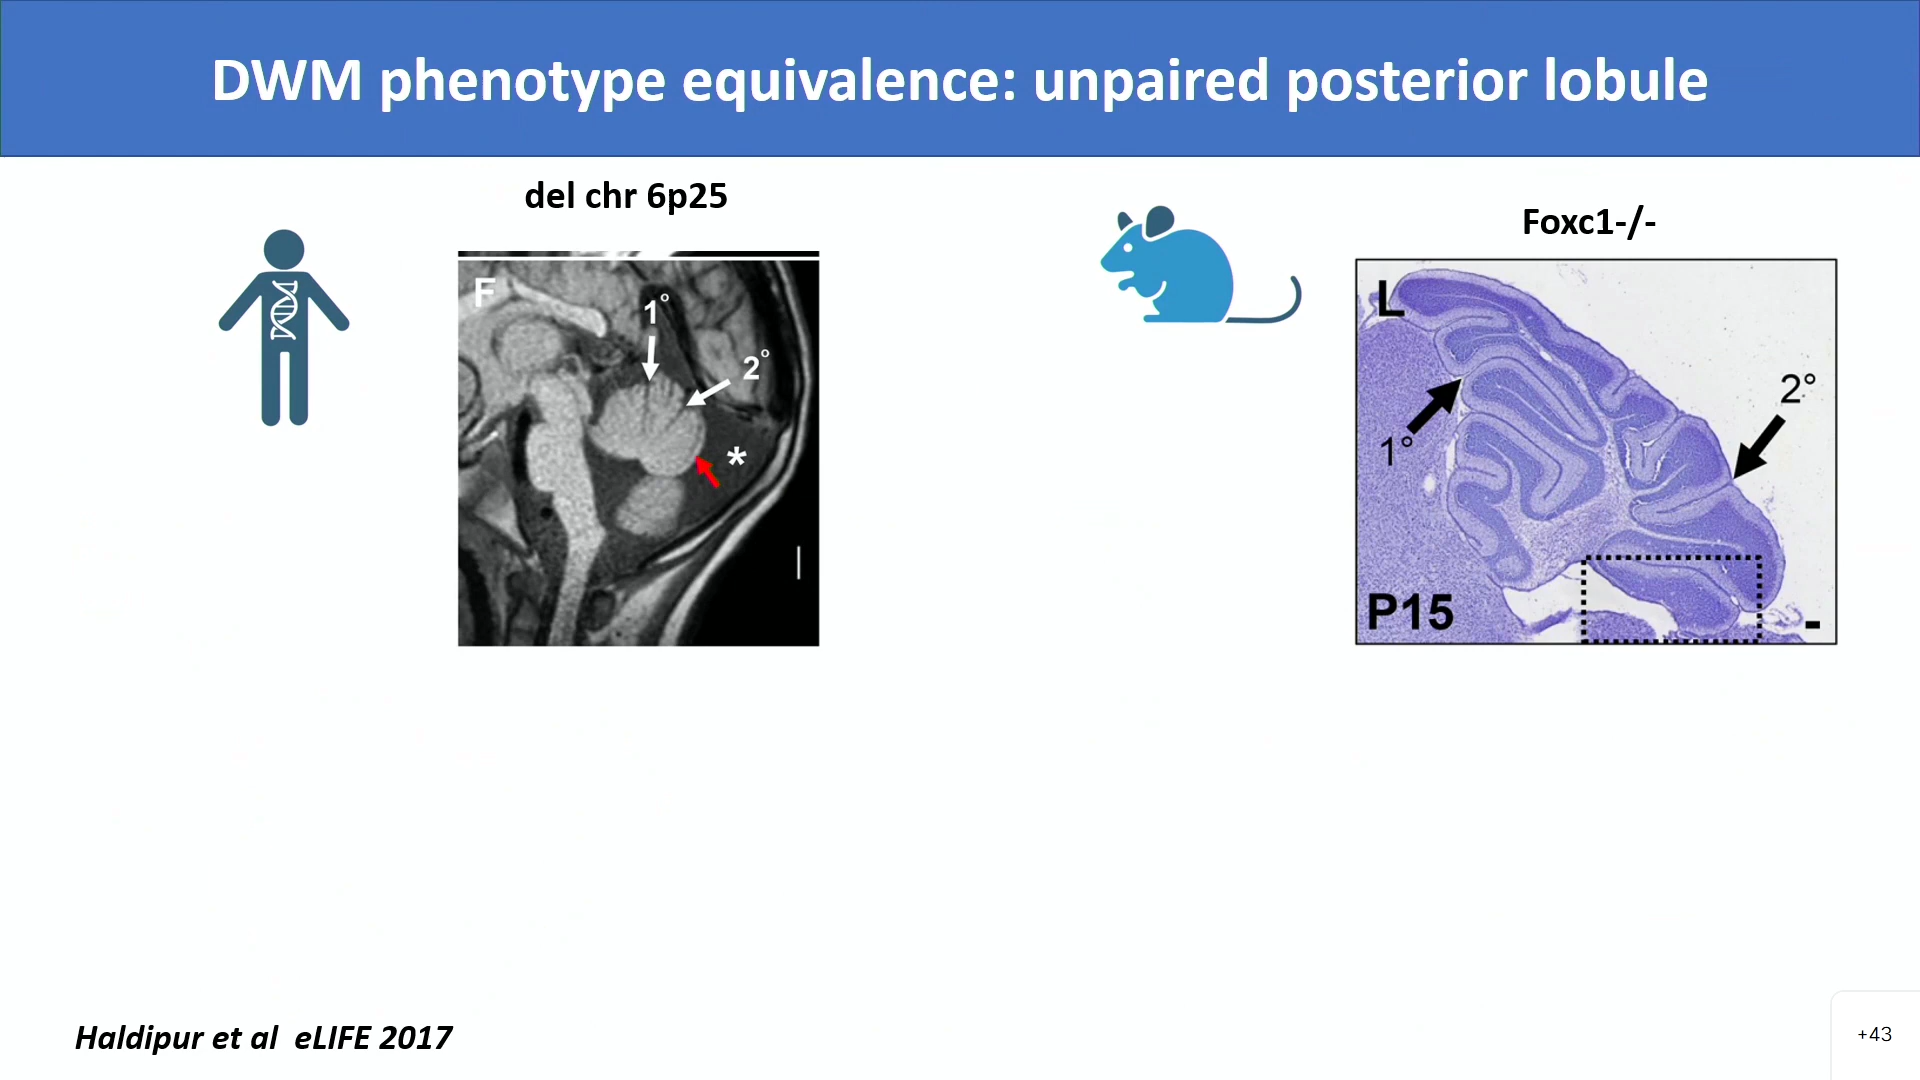 DWM phenotype equivalence: unpaired posterior lobule
del chr 6p25
Foxc1-/-
F
1°
2°
*
L
1°
2°
P15
Haldipur et al eLIFE 2017
+43